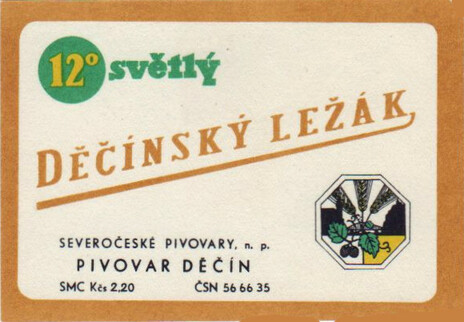 12° světlý
DĚČÍNSKÝ LEŽÁK
SEVEROČESKÉ PIVOVARY, n. p.
PIVOVAR DĚČÍN
SMC Kčs 2,20 ČSN 56 66 35